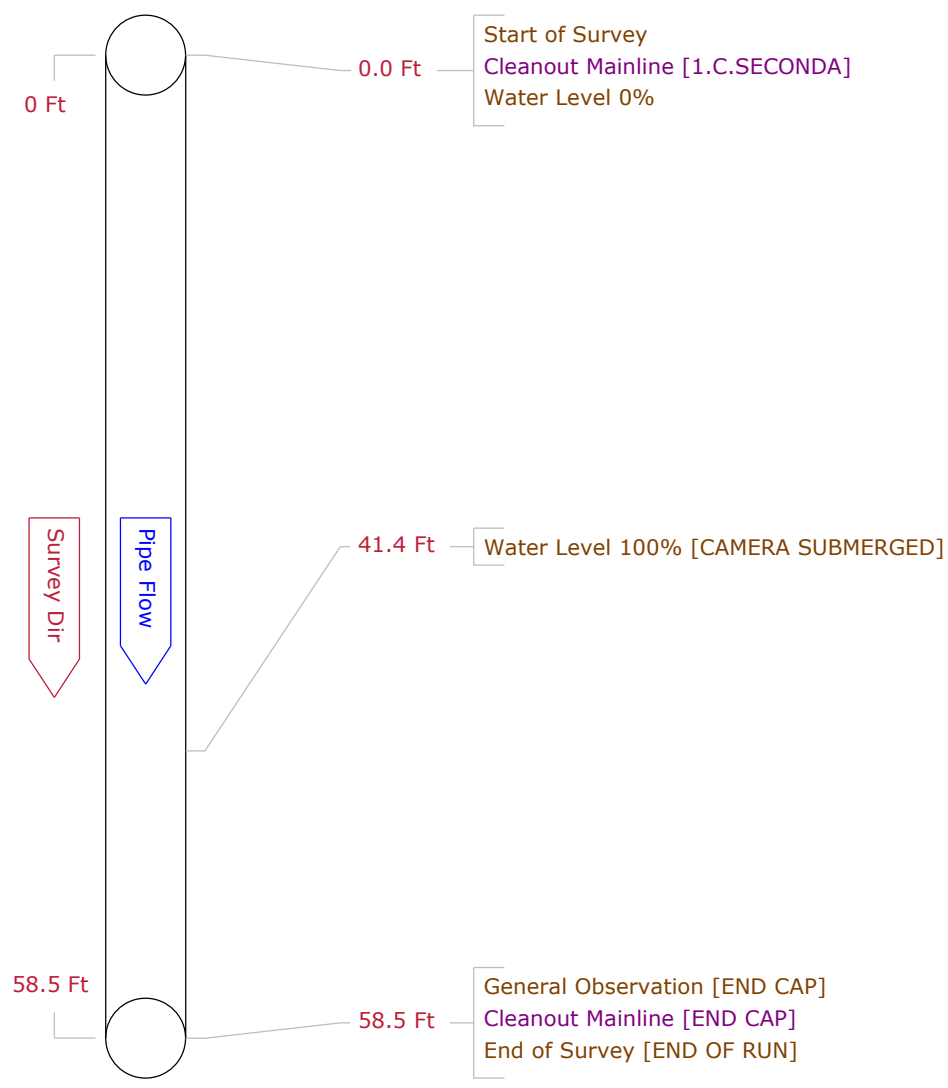 Start of Survey
0.0 Ft
Cleanout Mainline [1.C.SECONDA]
Water Level 0%
0 Ft
Survey Dir
Pipe Flow
41.4 Ft
Water Level 100% [CAMERA SUBMERGED]
58.5 Ft
General Observation [END CAP]
58.5 Ft
Cleanout Mainline [END CAP]
End of Survey [END OF RUN]